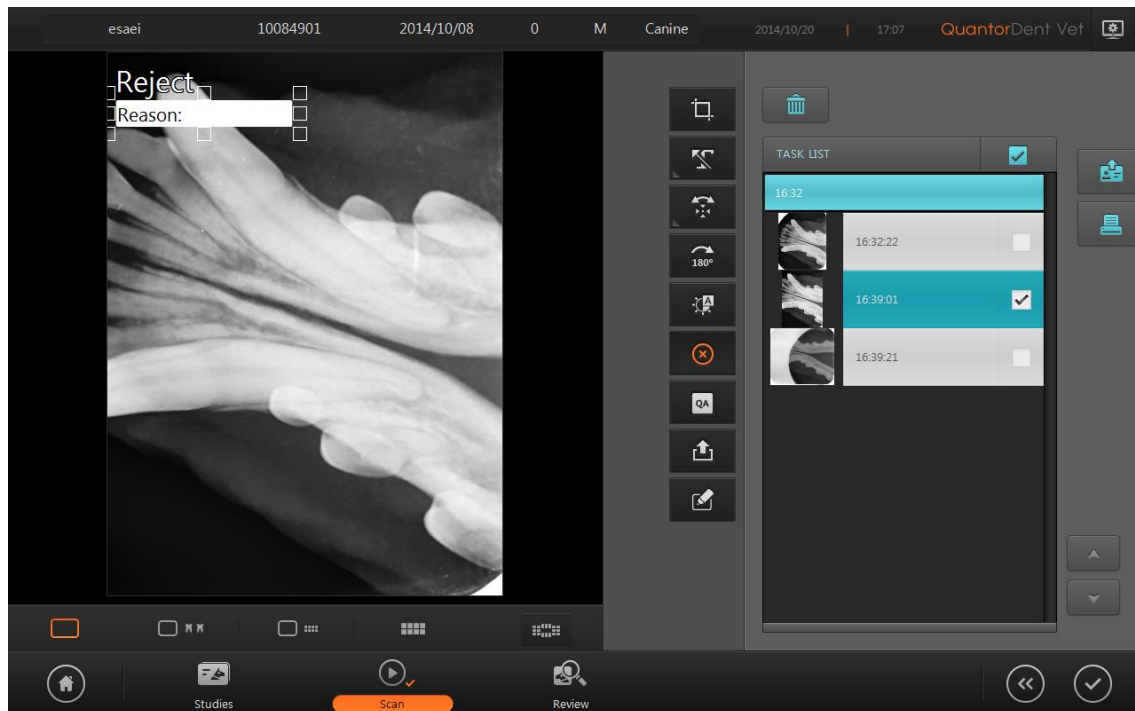 esaei 10084901 2014/10/08 0 M Canine 2014/10/20 | 17:07 QuantorDent Vet
Reject
Reason:
180°
A
QA
TASK LIST
16:32
16:32:22
16:39:01
16:39:21
Studies
Scan
Review